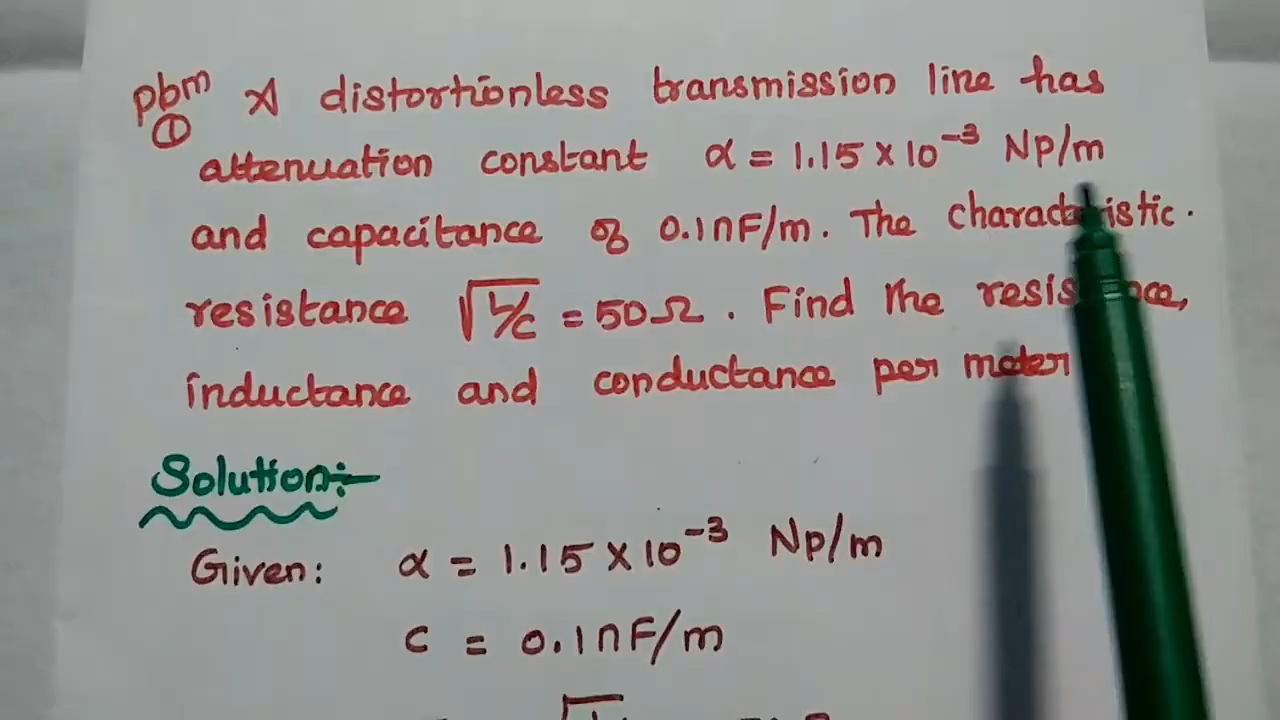 pbm ① A distortionless transmission line has
attenuation constant α = 1.15 × 10⁻³ Np/m
and capacitance of 0.1nF/m. The characteristic
resistance √L/C = 50Ω. Find the resistance,
inductance and conductance per meter
Solution:-
Given: α = 1.15 × 10⁻³ Np/m
C = 0.1nF/m